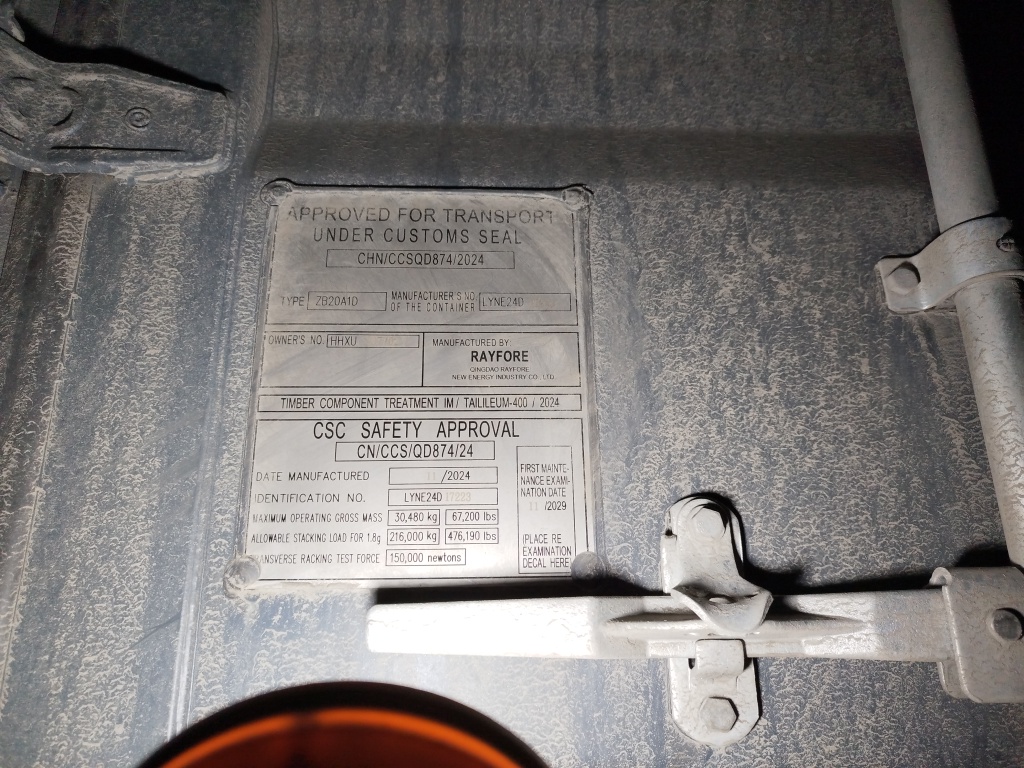 APPROVED FOR TRANSPORT
UNDER CUSTOMS SEAL
CHN/CCSQD874/2024
TYPE ZB20A1D MANUFACTURER'S NO. OF THE CONTAINER LYNE24D
OWNER'S NO. HHXU
MANUFACTURED BY:
RAYFORE
QINGDAO RAYFORE
NEW ENERGY INDUSTRY CO., LTD.
TIMBER COMPONENT TREATMENT IM / TAILILEUM-400 / 2024
CSC SAFETY APPROVAL
CN/CCS/QD874/24
DATE MANUFACTURED 11 /2024
IDENTIFICATION NO. LYNE24D
MAXIMUM OPERATING GROSS MASS 30,480 kg 67,200 lbs
ALLOWABLE STACKING LOAD FOR 1.8g 216,000 kg 476,190 lbs
TRANSVERSE RACKING TEST FORCE 150,000 newtons
FIRST MAINTE-
NANCE EXAMI-
NATION DATE
11 /2029
(PLACE RE
EXAMINATION
DECAL HERE)